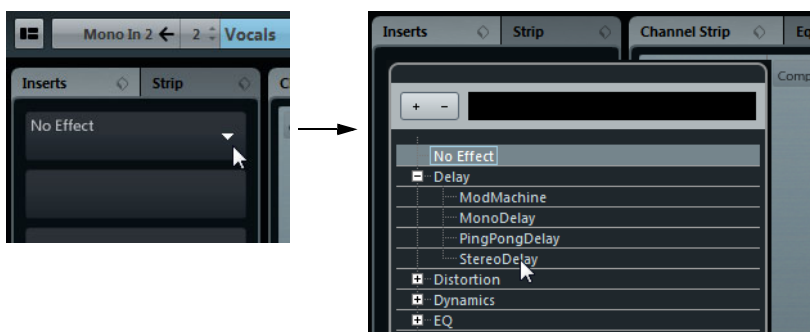 Mono In 2 ← 2 Vocals
Inserts Strip C
No Effect
Inserts Strip Channel Strip Eq
Comp
+ −
No Effect
Delay
ModMachine
MonoDelay
PingPongDelay
StereoDelay
Distortion
Dynamics
EQ